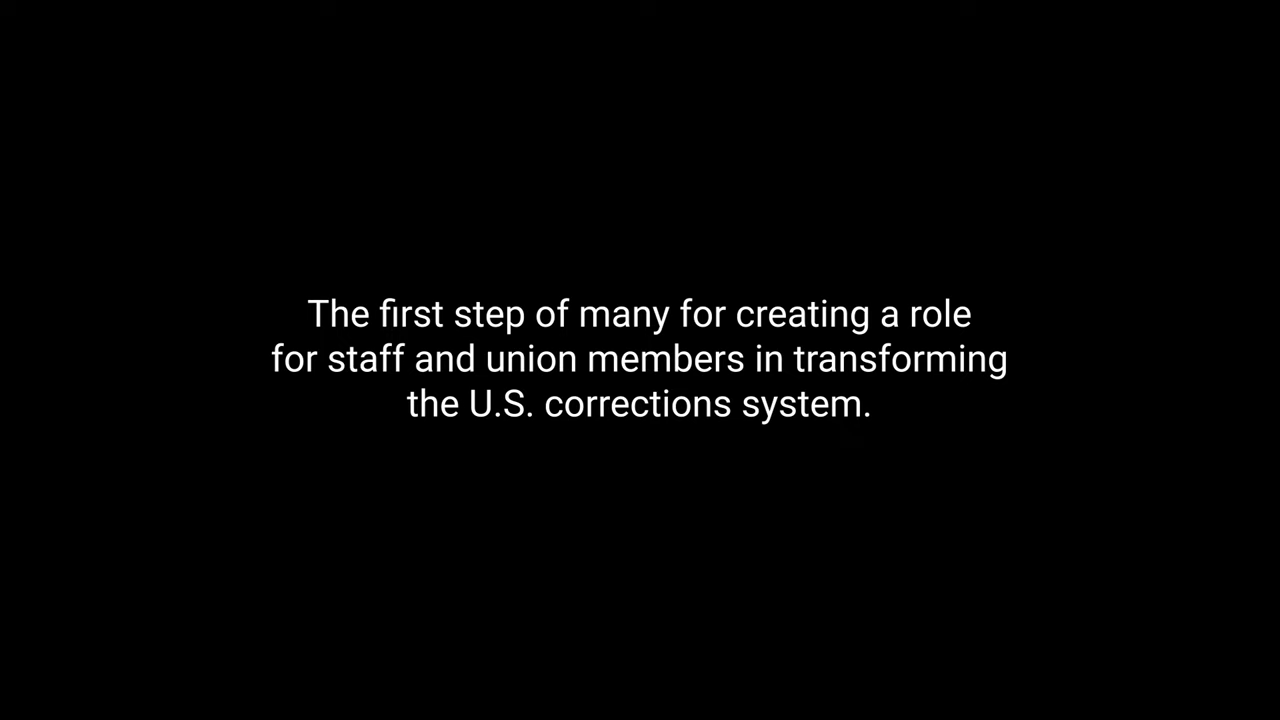 The first step of many for creating a role
for staff and union members in transforming
the U.S. corrections system.